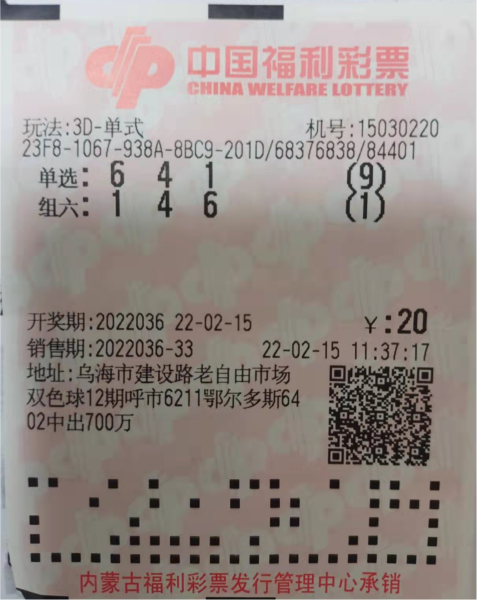 中国福利彩票
CHINA WELFARE LOTTERY
玩法:3D-单式 机号:15030220
23F8-1067-938A-8BC9-201D/68376838/84401
单选: 6 4 1 (9)
组六: 1 4 6 (1)
开奖期:2022036 22-02-15 ¥:20
销售期:2022036-33 22-02-15 11:37:17
地址:乌海市建设路老自由市场
双色球12期呼市6211鄂尔多斯64
02中出700万
内蒙古福利彩票发行管理中心承销